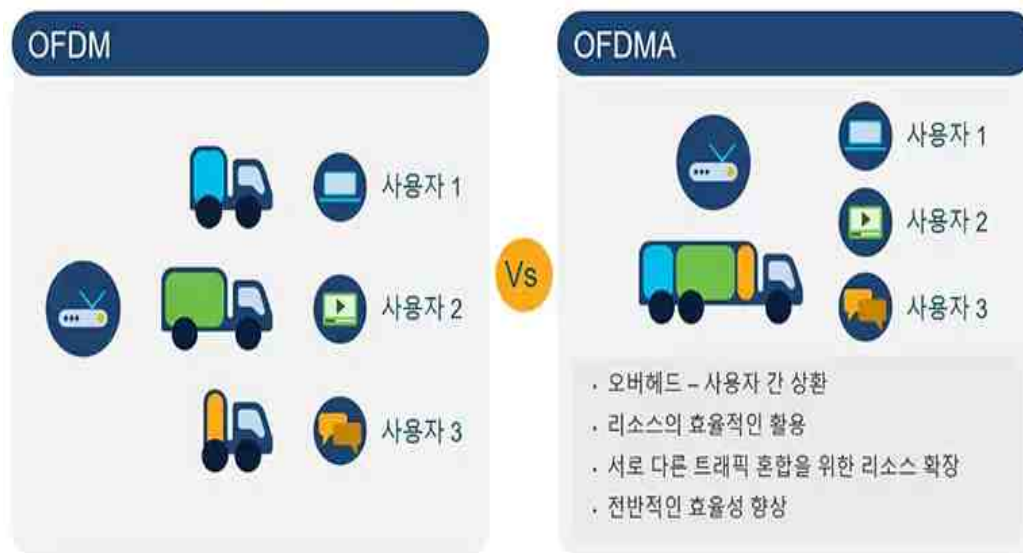 OFDM
사용자 1
사용자 2
사용자 3
Vs
OFDMA
사용자 1
사용자 2
사용자 3
· 오버헤드 – 사용자 간 상환
· 리소스의 효율적인 활용
· 서로 다른 트래픽 혼합을 위한 리소스 확장
· 전반적인 효율성 향상